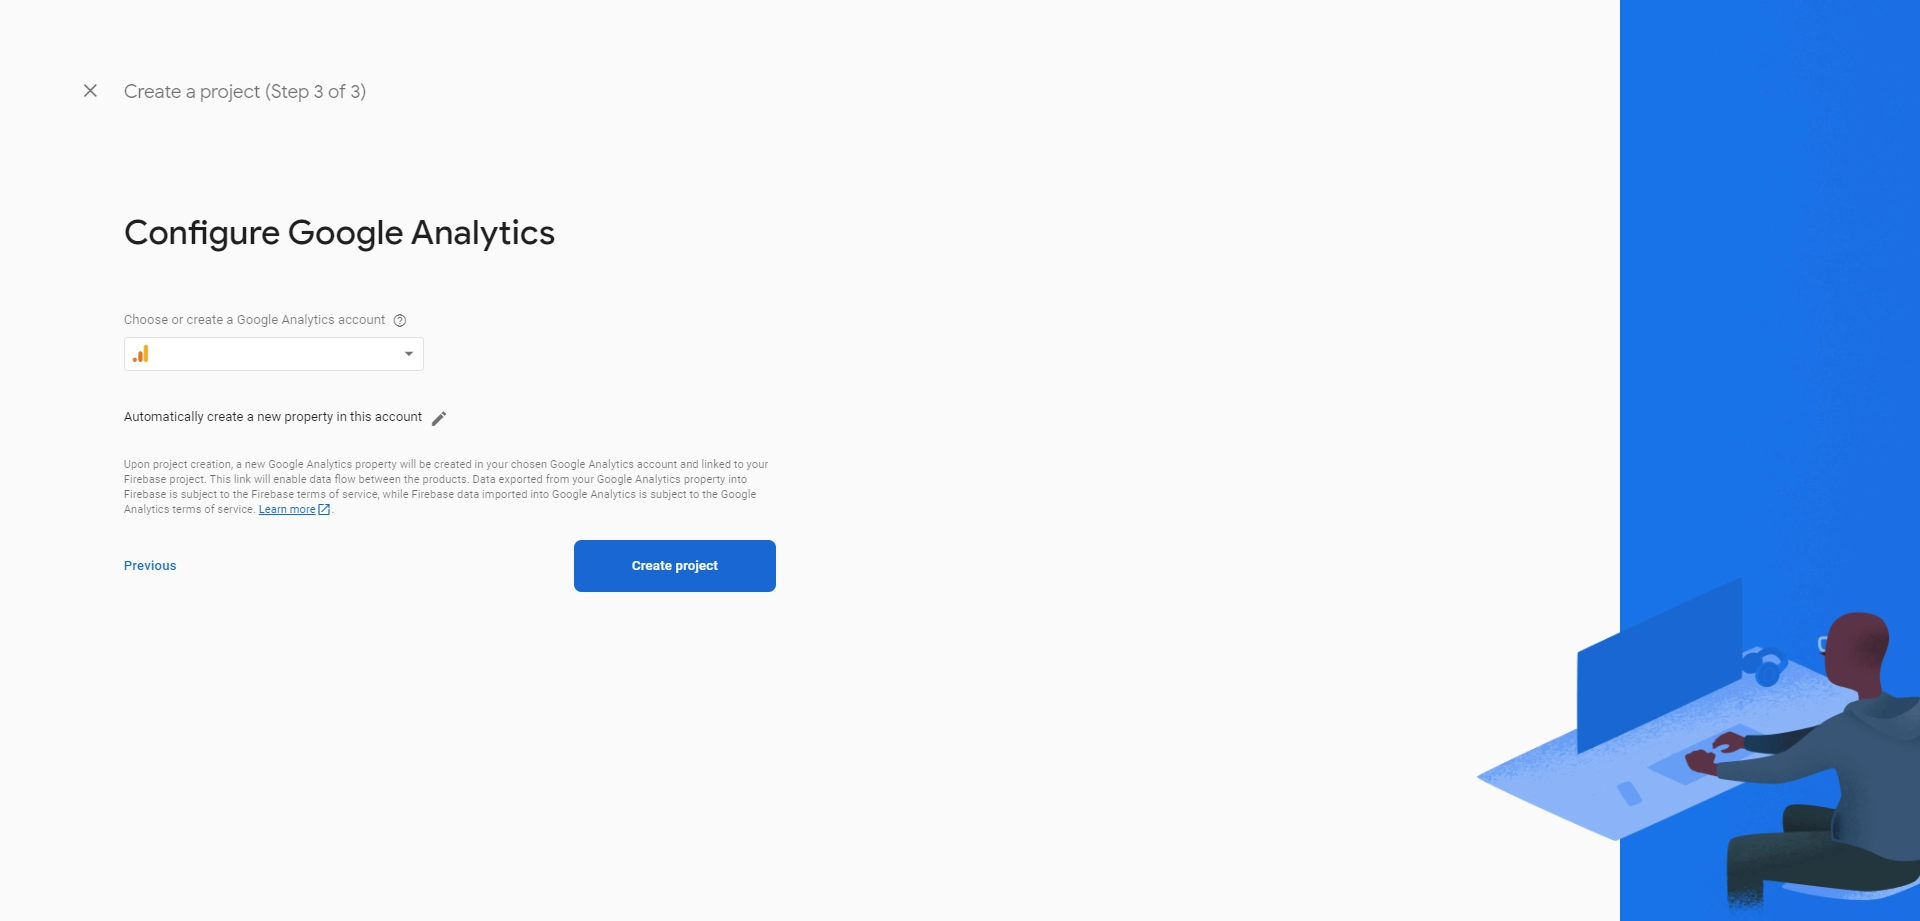 Create a project (Step 3 of 3)
Configure Google Analytics
Choose or create a Google Analytics account
Automatically create a new property in this account
Upon project creation, a new Google Analytics property will be created in your chosen Google Analytics account and linked to your
Firebase project. This link will enable data flow between the products. Data exported from your Google Analytics property into
Firebase is subject to the Firebase terms of service, while Firebase data imported into Google Analytics is subject to the Google
Analytics terms of service. Learn more.
Previous
Create project